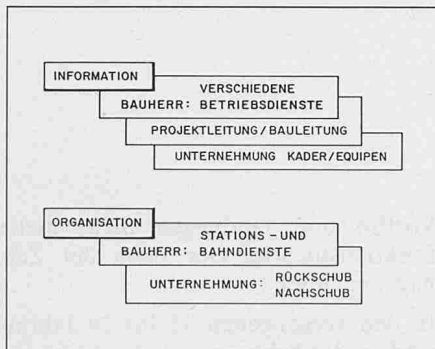 INFORMATION
VERSCHIEDENE
BAUHERR: BETRIEBSDIENSTE
PROJEKTLEITUNG/BAULEITUNG
UNTERNEHMUNG KADER/EQUIPEN
ORGANISATION
STATIONS-UND
BAUHERR: BAHNDIENSTE
UNTERNEHMUNG: RÜCKSCHUB
NACHSCHUB